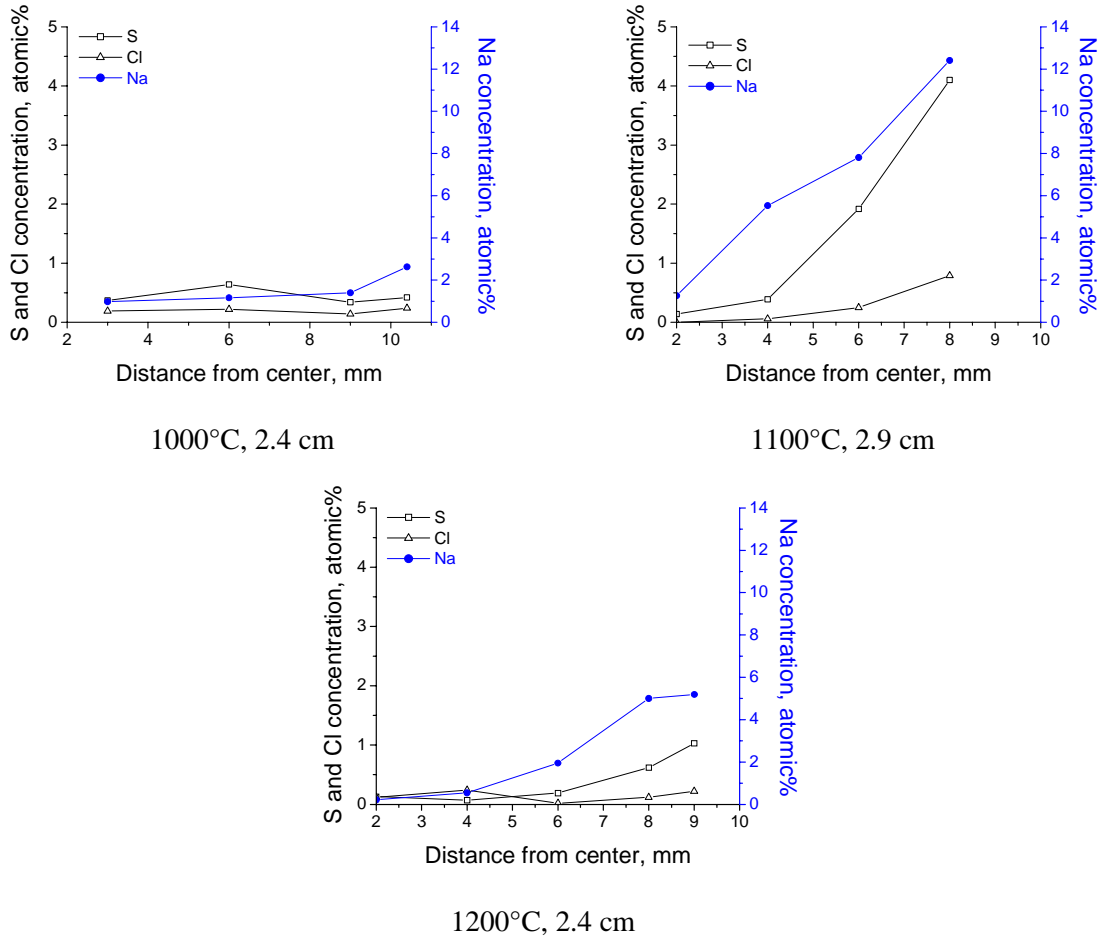 S and Cl concentration, atomic%
5
4
3
2
1
0
S
Cl
Na
14
12
10
8
6
4
2
0
Na concentration, atomic%
2 4 6 8 10
Distance from center, mm
1000°C, 2.4 cm
S and Cl concentration, atomic%
5
4
3
2
1
0
S
Cl
Na
14
12
10
8
6
4
2
0
Na concentration, atomic%
2 3 4 5 6 7 8 9 10
Distance from center, mm
1100°C, 2.9 cm
S and Cl concentration, atomic%
5
4
3
2
1
0
S
Cl
Na
14
12
10
8
6
4
2
0
Na concentration, atomic%
2 3 4 5 6 7 8 9 10
Distance from center, mm
1200°C, 2.4 cm